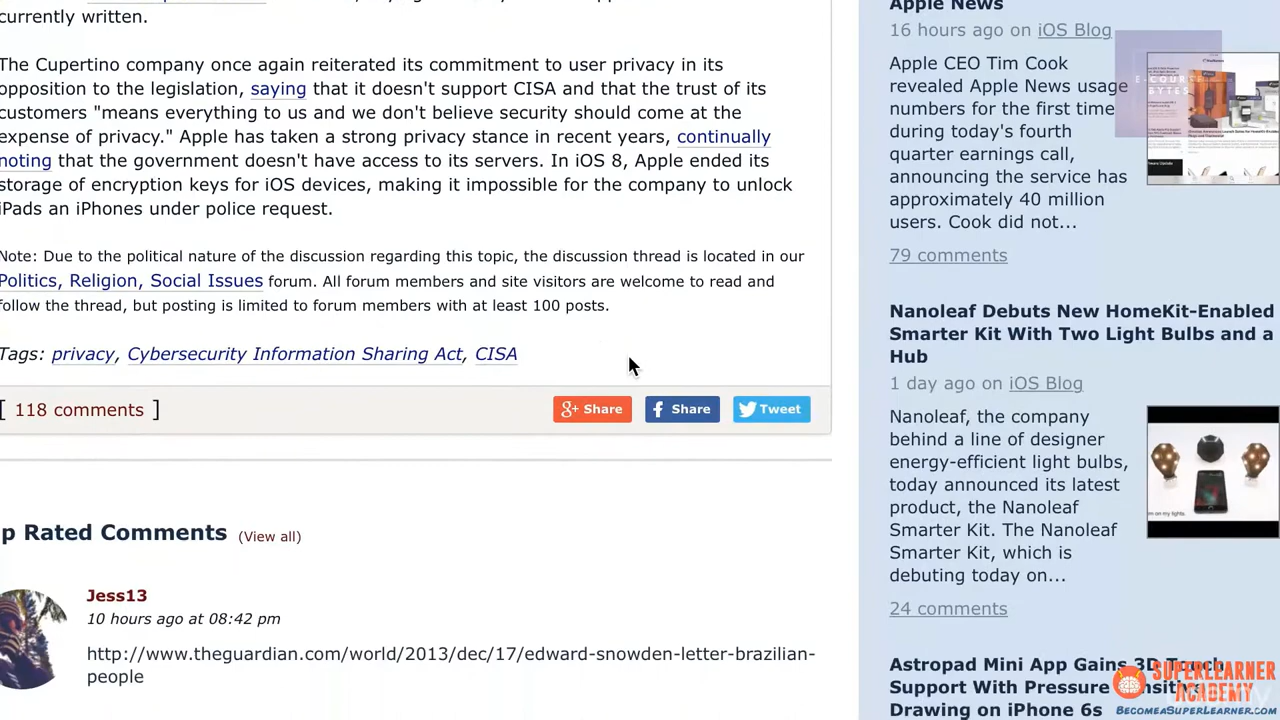 currently written.
The Cupertino company once again reiterated its commitment to user privacy in its
opposition to the legislation, saying that it doesn't support CISA and that the trust of its
customers "means everything to us and we don't believe security should come at the
expense of privacy." Apple has taken a strong privacy stance in recent years, continually
noting that the government doesn't have access to its servers. In iOS 8, Apple ended its
storage of encryption keys for iOS devices, making it impossible for the company to unlock
iPads an iPhones under police request.
Note: Due to the political nature of the discussion regarding this topic, the discussion thread is located in our
Politics, Religion, Social Issues forum. All forum members and site visitors are welcome to read and
follow the thread, but posting is limited to forum members with at least 100 posts.
Tags: privacy, Cybersecurity Information Sharing Act, CISA
[ 118 comments ]
g+ Share
f Share
Tweet
p Rated Comments (View all)
Jess13
10 hours ago at 08:42 pm
http://www.theguardian.com/world/2013/dec/17/edward-snowden-letter-brazilian-
people
Apple News
16 hours ago on iOS Blog
Apple CEO Tim Cook
revealed Apple News usage
numbers for the first time
during today's fourth
quarter earnings call,
announcing the service has
approximately 40 million
users. Cook did not...
79 comments
Nanoleaf Debuts New HomeKit-Enabled
Smarter Kit With Two Light Bulbs and a
Hub
1 day ago on iOS Blog
Nanoleaf, the company
behind a line of designer
energy-efficient light bulbs,
today announced its latest
product, the Nanoleaf
Smarter Kit. The Nanoleaf
Smarter Kit, which is
debuting today on...
24 comments
Astropad Mini App Gains 3D Touch
Support With Pressure
Drawing on iPhone 6s
SUPERLEARNER
ACADEMY
BECOMEASUPERLEARNER.COM